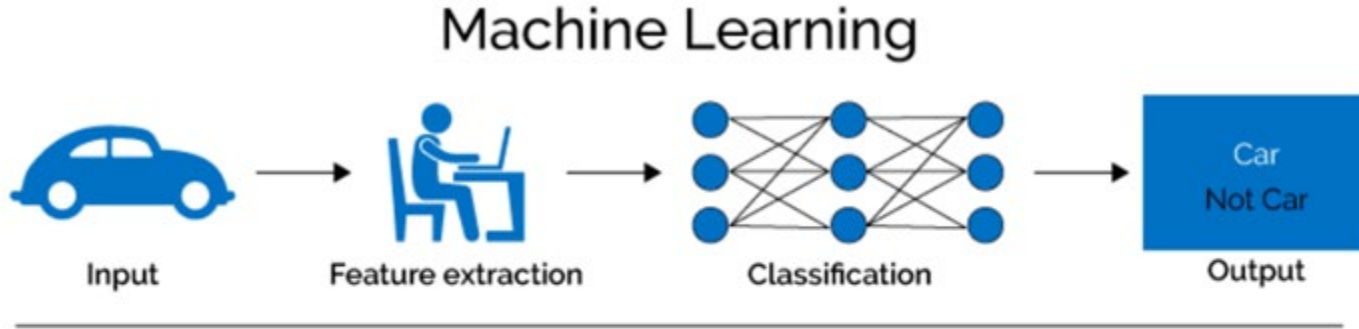 Machine Learning
Car
Not Car
Input
Feature extraction
Classification
Output